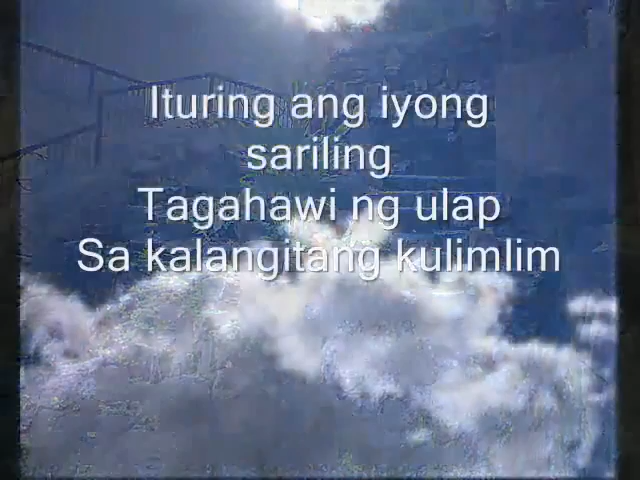 Ituring ang iyong
sariling
Tagahawi ng ulap
Sa kalangitang kulimlim